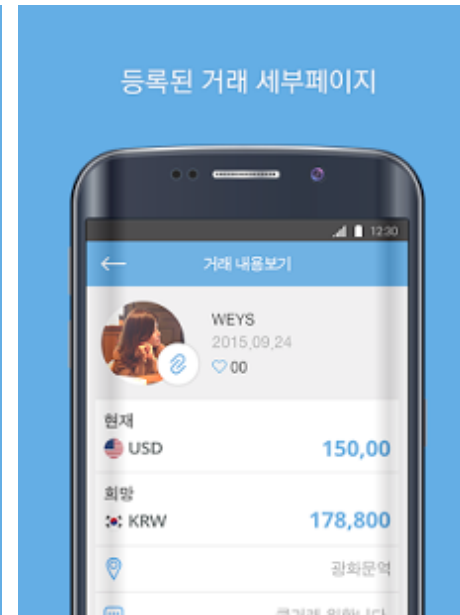 등록된 거래 세부페이지
12:30
거래 내용보기
WEYS
2015,09,24
00
현재
USD 150,00
희망
KRW 178,800
광화문역